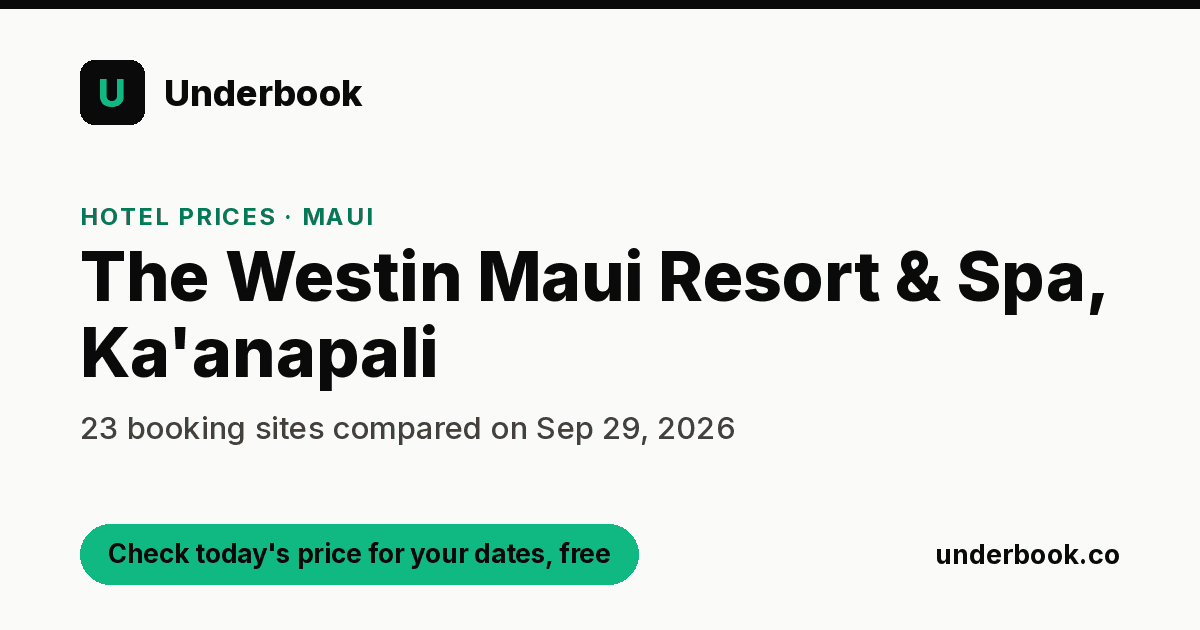 U Underbook
HOTEL PRICES · MAUI
The Westin Maui Resort & Spa,
Ka'anapali
23 booking sites compared on Sep 29, 2026
Check today's price for your dates, free
underbook.co